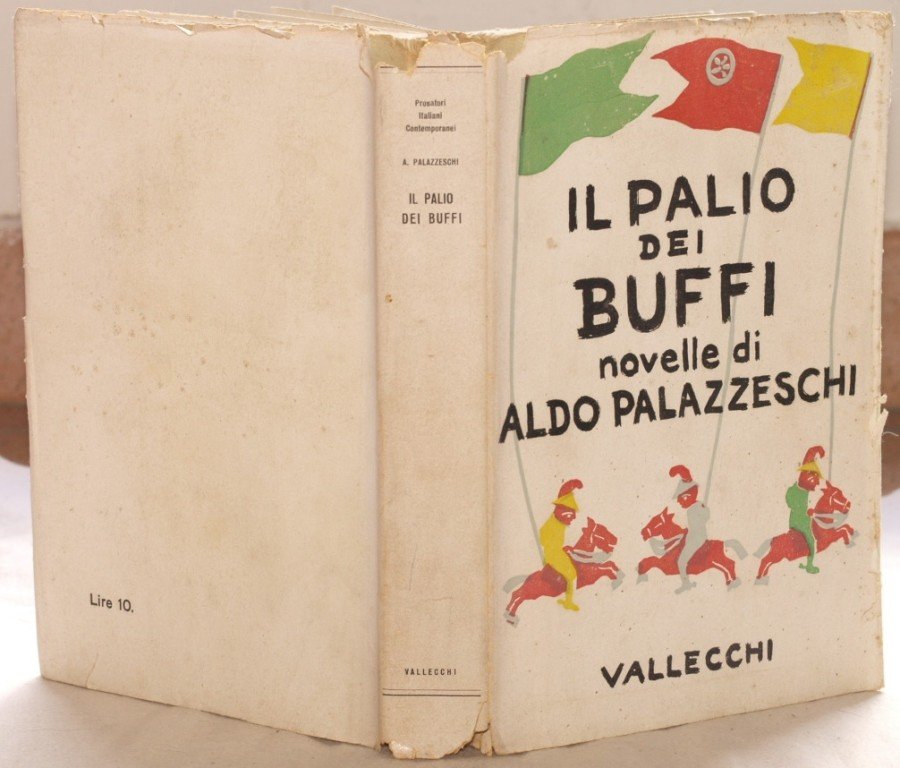 Lire 10.
Prosatori
Italiani
Contemporanei
A. PALAZZESCHI
IL PALIO
DEI BUFFI
VALLECCHI
IL PALIO
DEI
BUFFI
novelle di
ALDO PALAZZESCHI
VALLECCHI